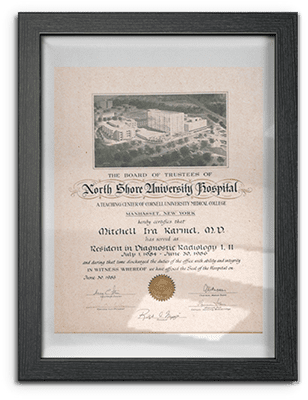 THE BOARD OF TRUSTEES OF
North Shore University Hospital
A TEACHING CENTER OF CORNELL UNIVERSITY MEDICAL COLLEGE
MANHASSET, NEW YORK
hereby certifies that
Mitchell Ira Karmel, M.D.
has served as
Resident in Diagnostic Radiology I, II
July 1, 1984 - June 30, 1986
and during that time discharged the duties of the office with ability and integrity
IN WITNESS WHEREOF we have affixed the Seal of the Hospital on
June 30, 1986